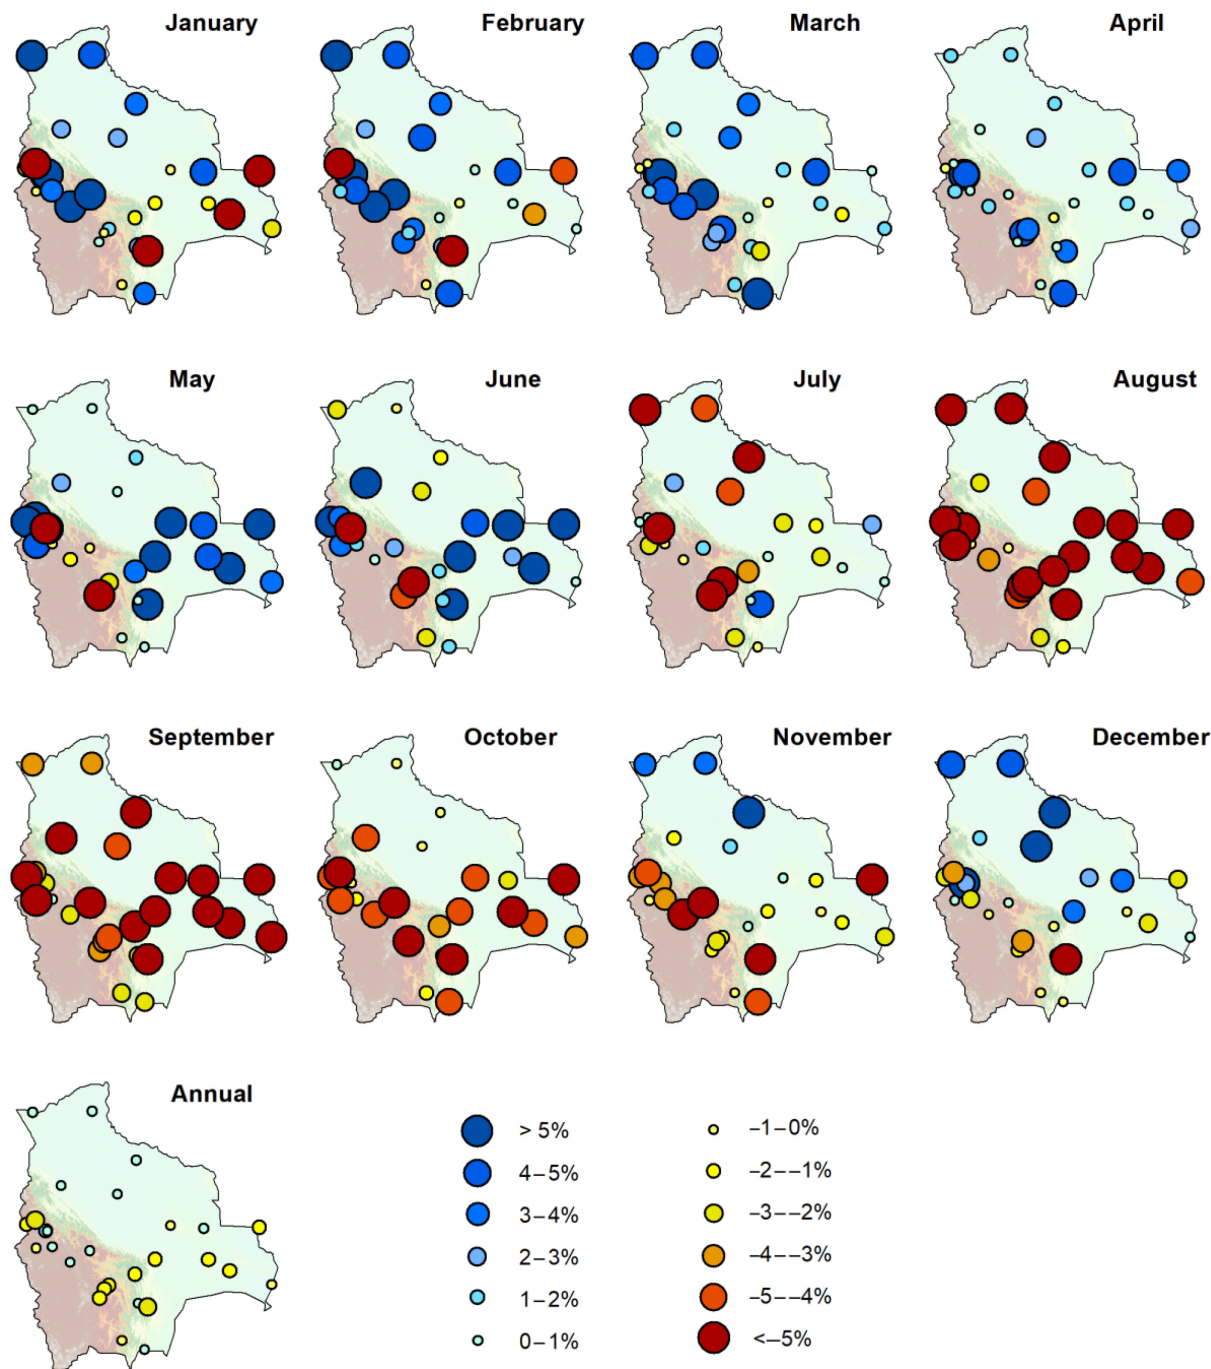 January
February
March
April
May
June
July
August
September
October
November
December
Annual
> 5%
4–5%
3–4%
2–3%
1–2%
0–1%
–1–0%
–2––1%
–3––2%
–4––3%
–5––4%
<–5%